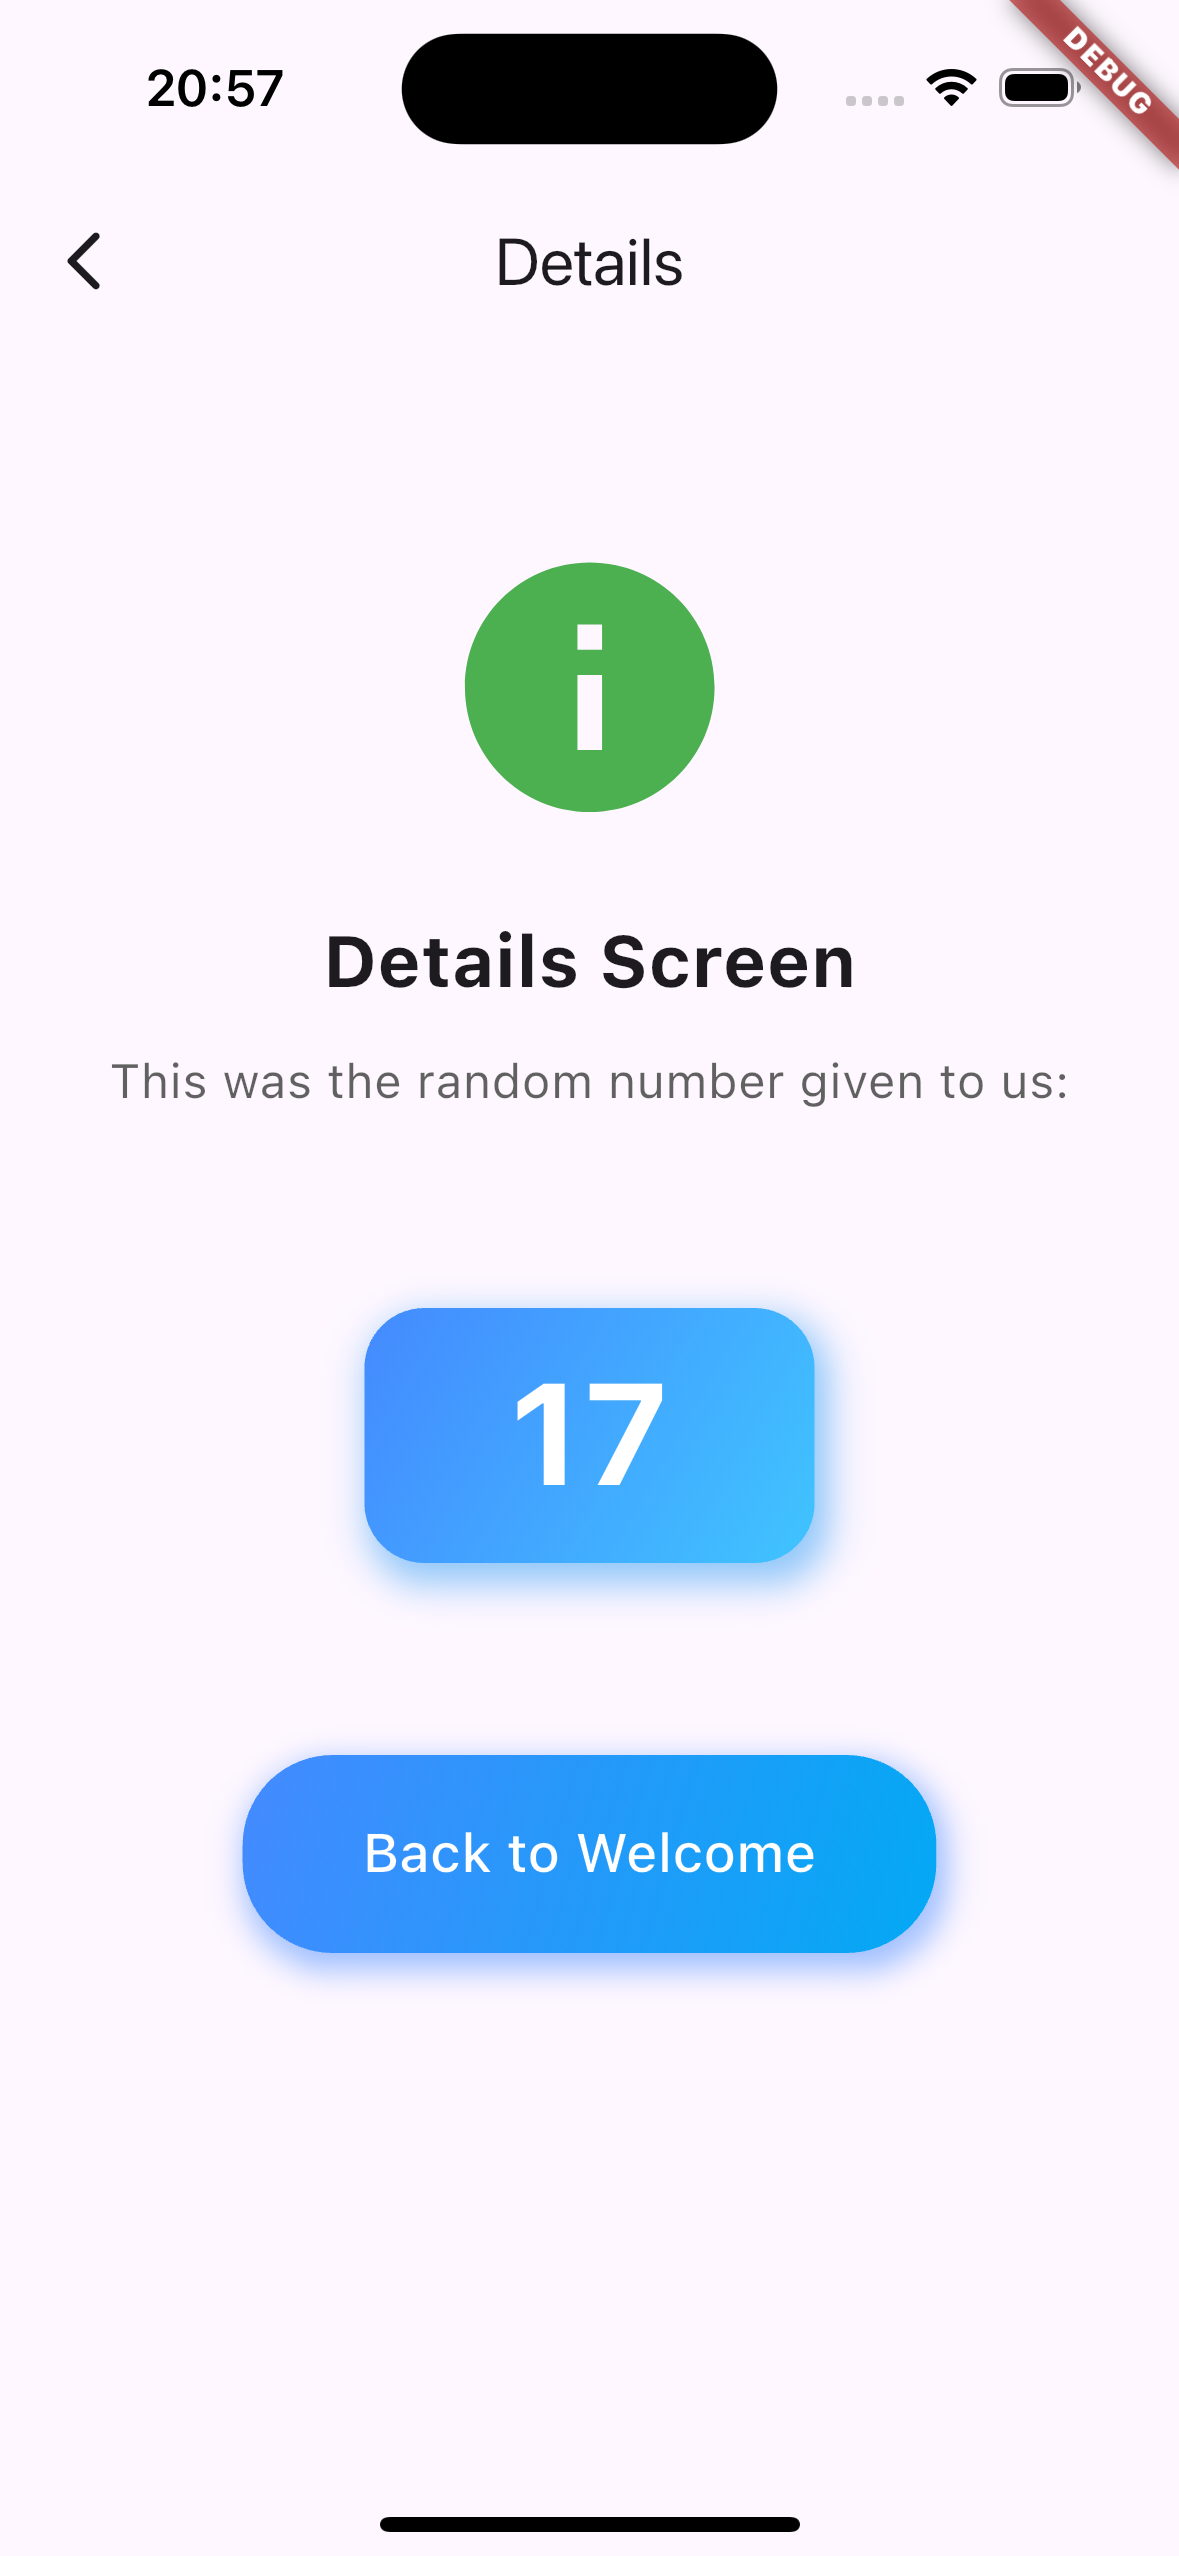 20:57
DEBUG
Details
Details Screen
This was the random number given to us:
17
Back to Welcome